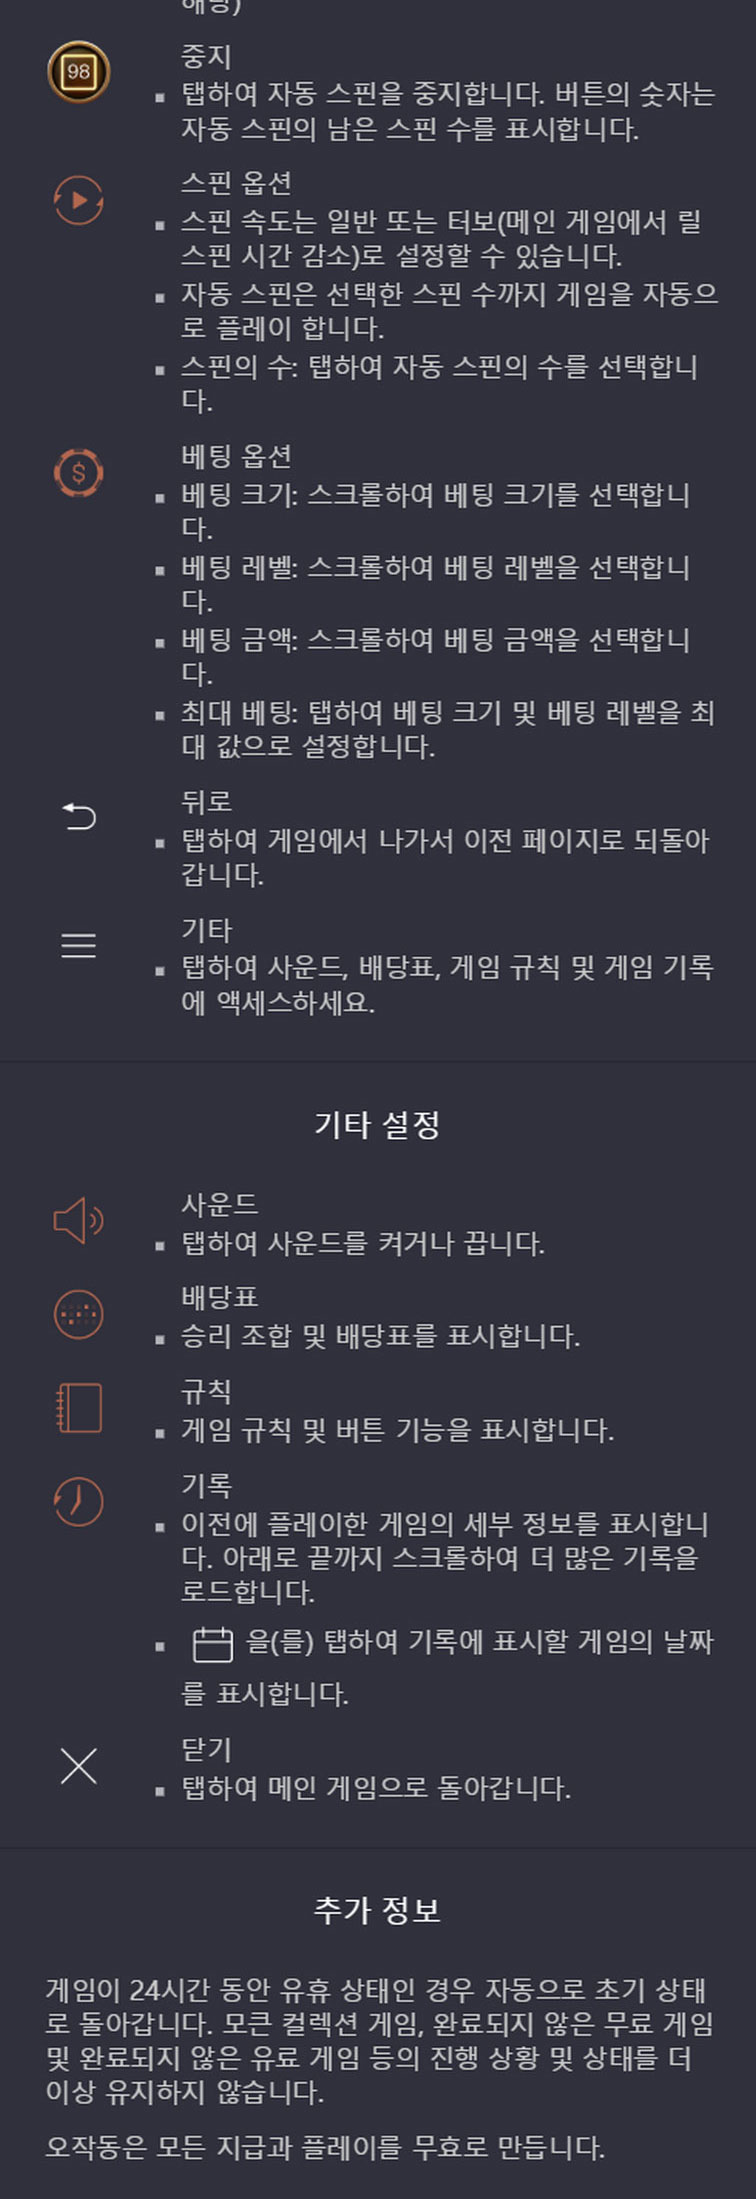 해당)
98
중지
▪ 탭하여 자동 스핀을 중지합니다. 버튼의 숫자는
자동 스핀의 남은 스핀 수를 표시합니다.
스핀 옵션
▪ 스핀 속도는 일반 또는 터보(메인 게임에서 릴
스핀 시간 감소)로 설정할 수 있습니다.
▪ 자동 스핀은 선택한 스핀 수까지 게임을 자동으
로 플레이 합니다.
▪ 스핀의 수: 탭하여 자동 스핀의 수를 선택합니
다.
$
베팅 옵션
▪ 베팅 크기: 스크롤하여 베팅 크기를 선택합니
다.
▪ 베팅 레벨: 스크롤하여 베팅 레벨을 선택합니
다.
▪ 베팅 금액: 스크롤하여 베팅 금액을 선택합니
다.
▪ 최대 베팅: 탭하여 베팅 크기 및 베팅 레벨을 최
대 값으로 설정합니다.
뒤로
▪ 탭하여 게임에서 나가서 이전 페이지로 되돌아
갑니다.
기타
▪ 탭하여 사운드, 배당표, 게임 규칙 및 게임 기록
에 액세스하세요.
기타 설정
사운드
▪ 탭하여 사운드를 켜거나 끕니다.
배당표
▪ 승리 조합 및 배당표를 표시합니다.
규칙
▪ 게임 규칙 및 버튼 기능을 표시합니다.
기록
▪ 이전에 플레이한 게임의 세부 정보를 표시합니
다. 아래로 끝까지 스크롤하여 더 많은 기록을
로드합니다.
▪ 을(를) 탭하여 기록에 표시할 게임의 날짜
를 표시합니다.
닫기
▪ 탭하여 메인 게임으로 돌아갑니다.
추가 정보
게임이 24시간 동안 유휴 상태인 경우 자동으로 초기 상태
로 돌아갑니다. 모큰 컬렉션 게임, 완료되지 않은 무료 게임
및 완료되지 않은 유료 게임 등의 진행 상황 및 상태를 더
이상 유지하지 않습니다.
오작동은 모든 지급과 플레이를 무효로 만듭니다.